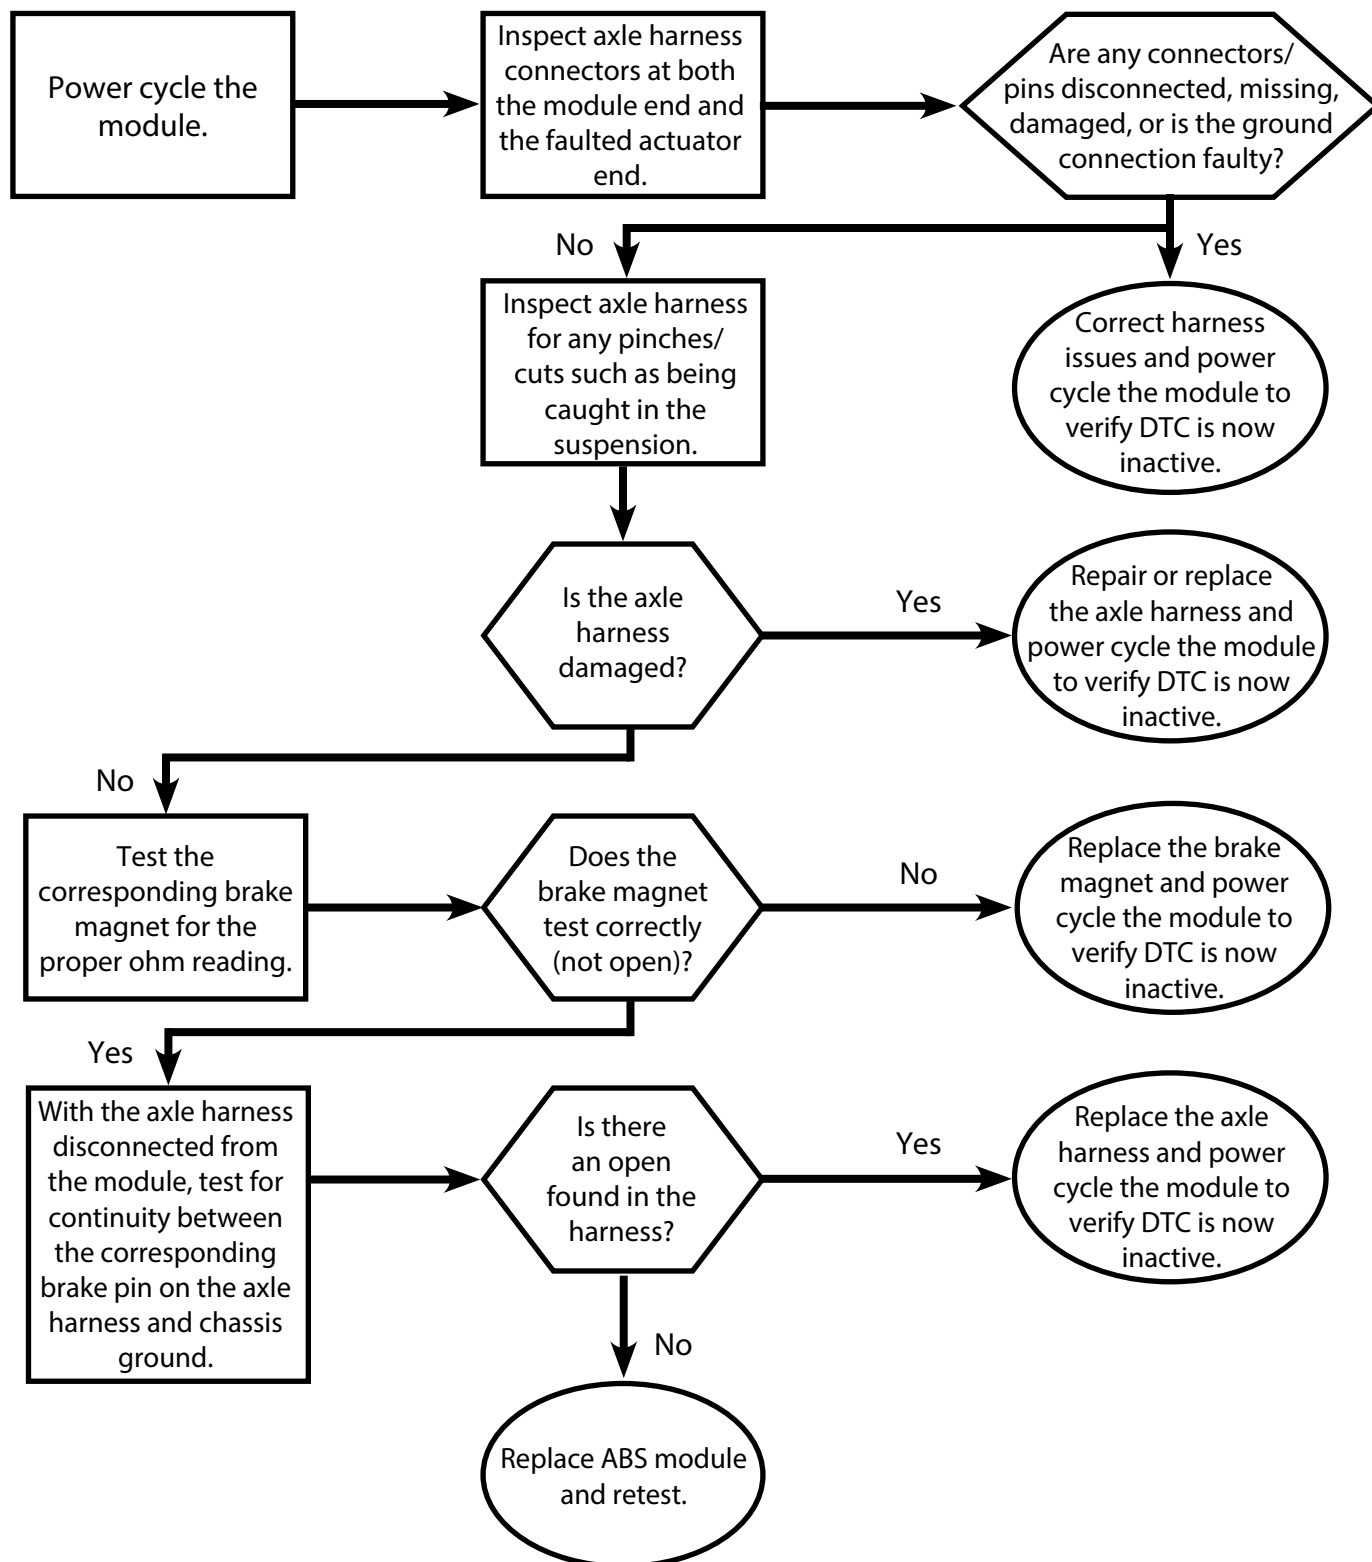 Power cycle the
module.
Inspect axle harness
connectors at both
the module end and
the faulted actuator
end.
Are any connectors/
pins disconnected, missing,
damaged, or is the ground
connection faulty?
No
Yes
Inspect axle harness
for any pinches/
cuts such as being
caught in the
suspension.
Correct harness
issues and power
cycle the module to
verify DTC is now
inactive.
Is the axle
harness
damaged?
Yes
Repair or replace
the axle harness and
power cycle the module
to verify DTC is now
inactive.
No
Test the
corresponding brake
magnet for the
proper ohm reading.
Does the
brake magnet
test correctly
(not open)?
No
Replace the brake
magnet and power
cycle the module to
verify DTC is now
inactive.
Yes
With the axle harness
disconnected from
the module, test for
continuity between
the corresponding
brake pin on the axle
harness and chassis
ground.
Is there
an open
found in the
harness?
Yes
Replace the axle
harness and power
cycle the module to
verify DTC is now
inactive.
No
Replace ABS module
and retest.